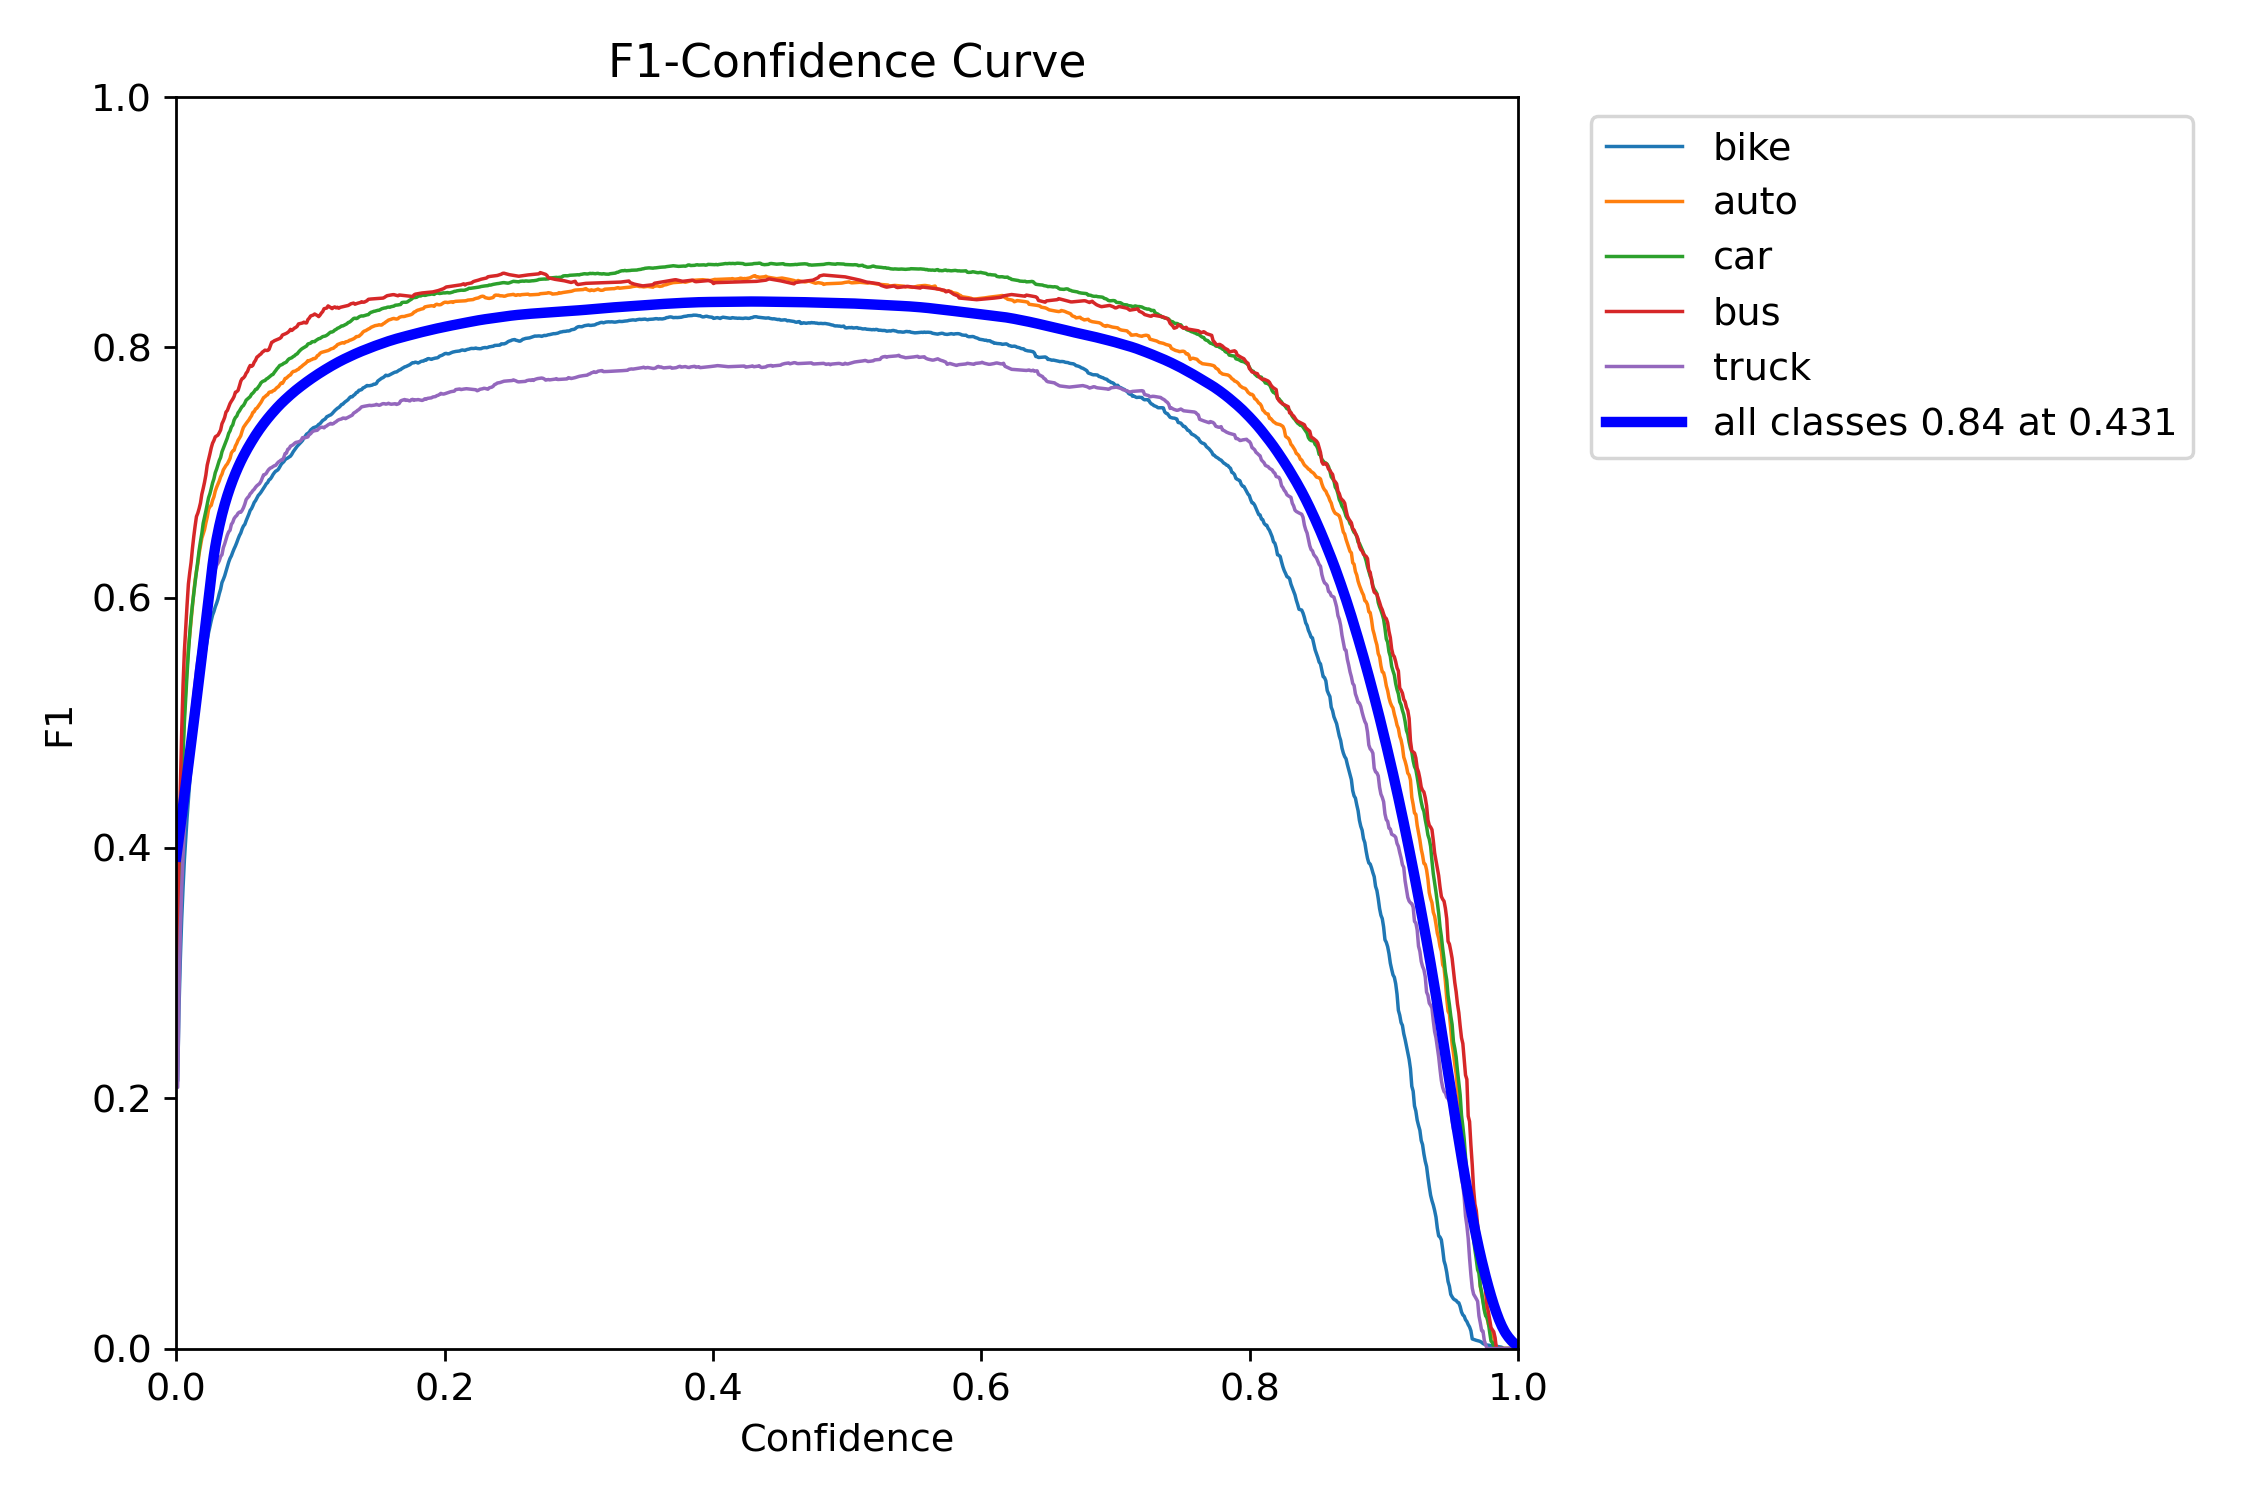 F1-Confidence Curve
1.0
0.8
0.6
0.4
0.2
0.0
F1
0.0 0.2 0.4 0.6 0.8 1.0
Confidence
bike
auto
car
bus
truck
all classes 0.84 at 0.431